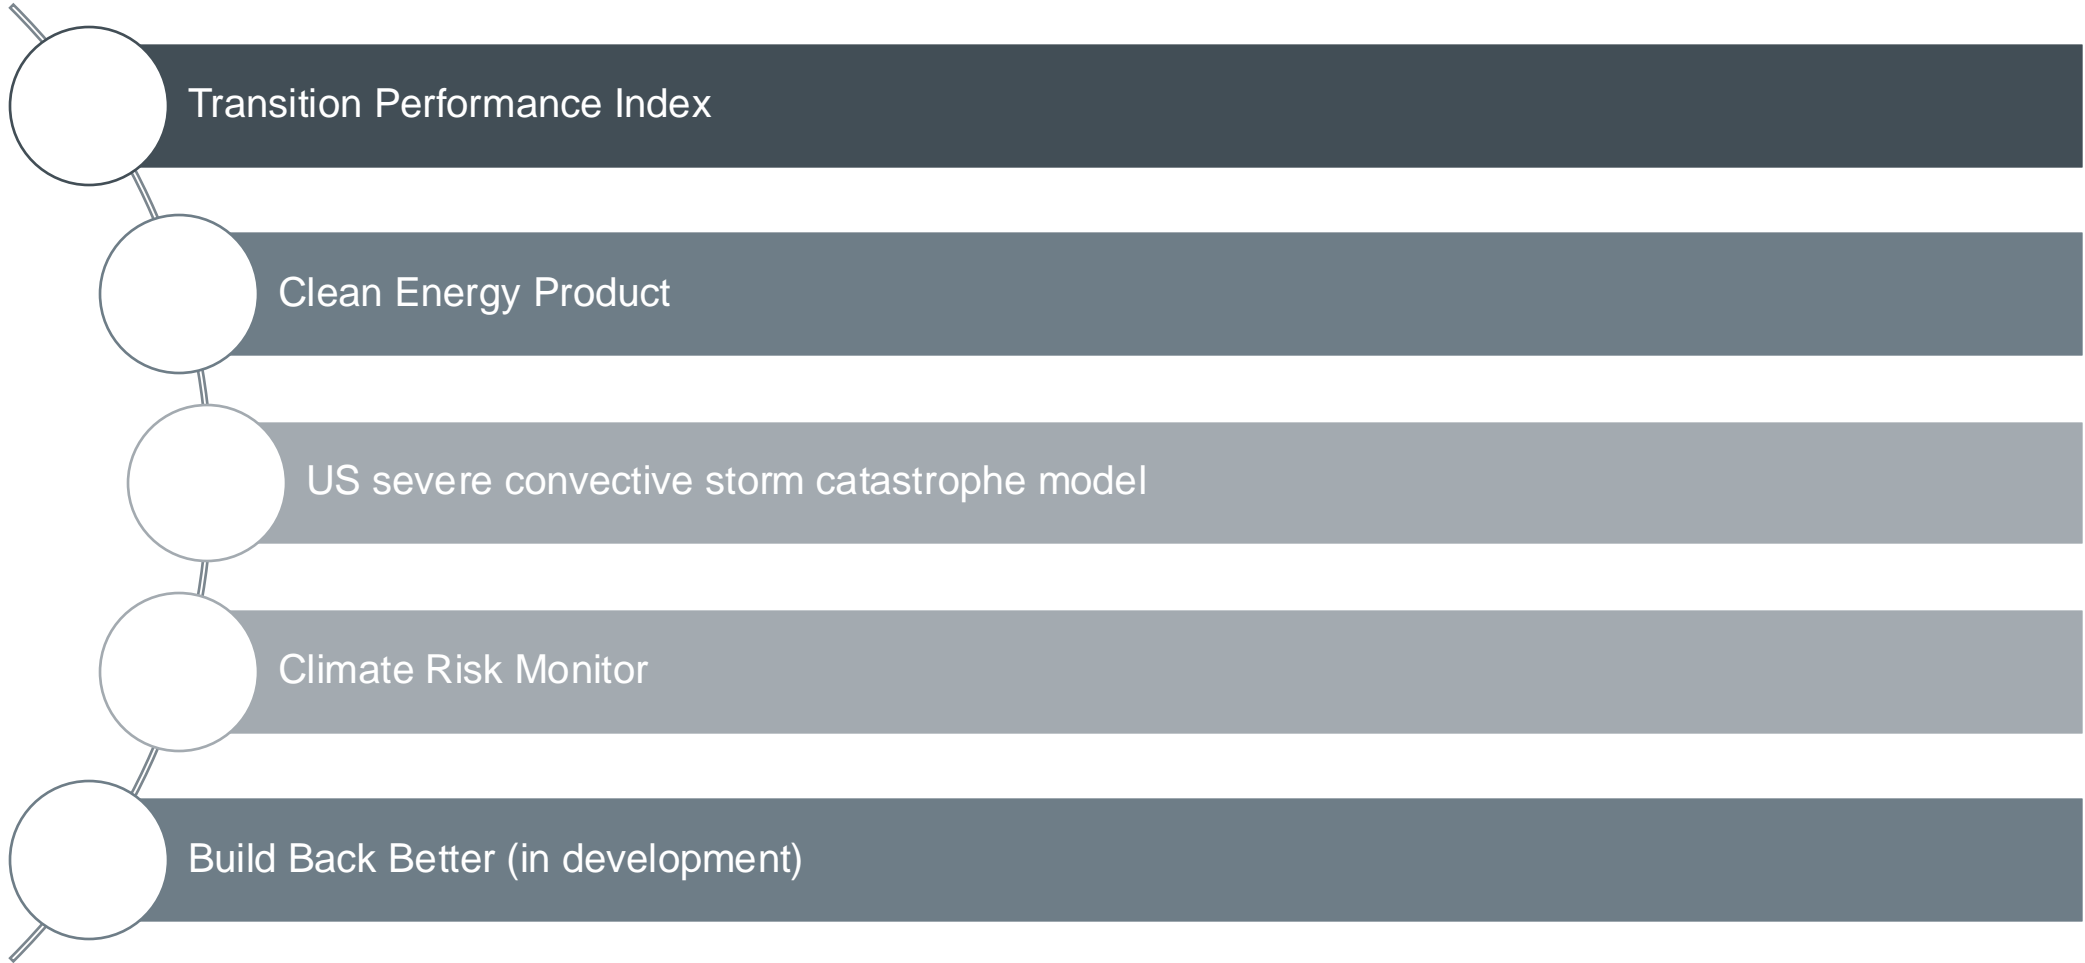 Transition Performance Index
Clean Energy Product
US severe convective storm catastrophe model
Climate Risk Monitor
Build Back Better (in development)